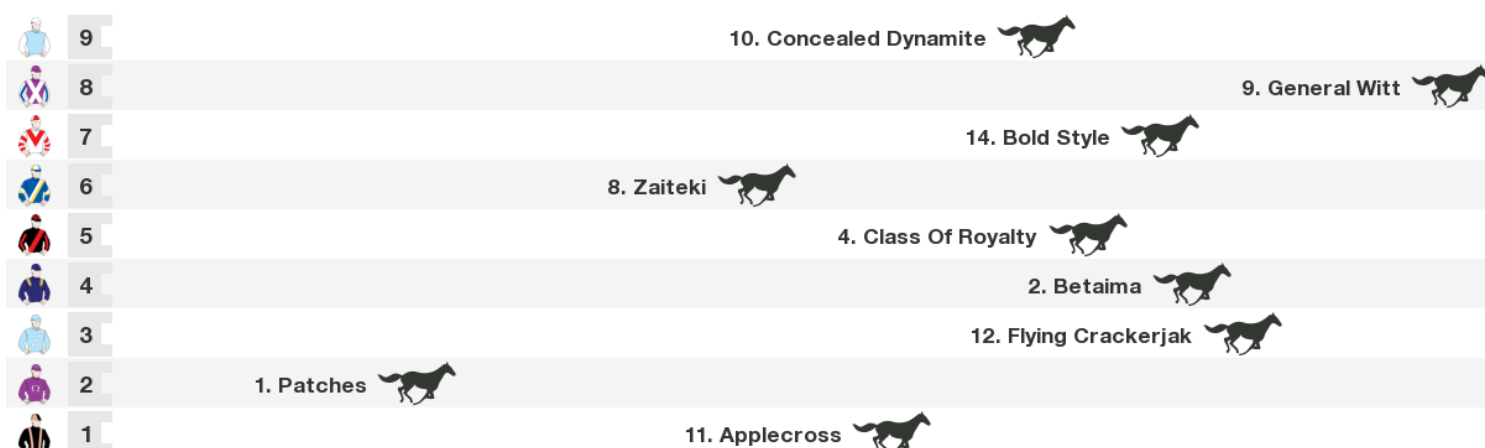 9 10. Concealed Dynamite
8 9. General Witt
7 14. Bold Style
6 8. Zaiteki
5 4. Class Of Royalty
4 2. Betaima
3 12. Flying Crackerjak
2 1. Patches
1 11. Applecross